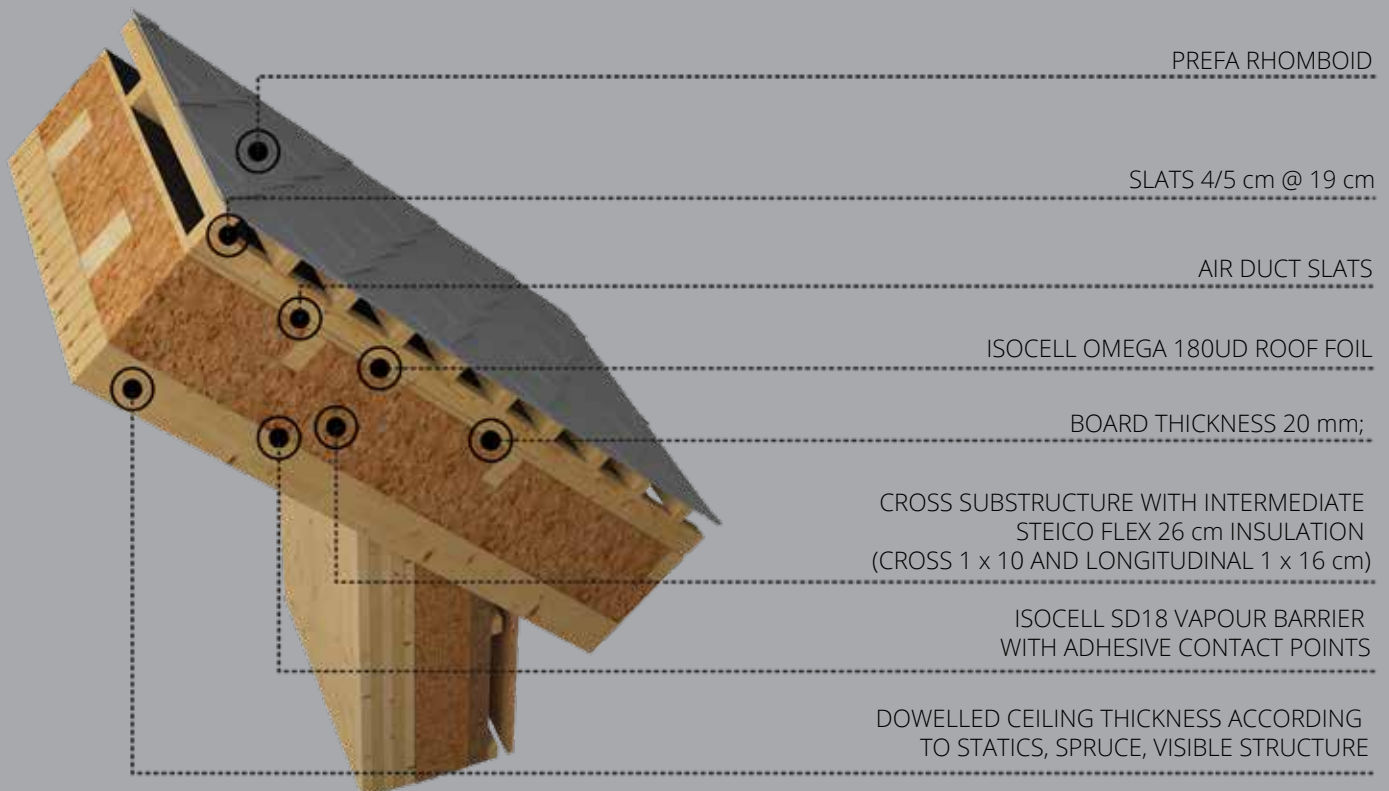 PREFA RHOMBOID
SLATS 4/5 cm @ 19 cm
AIR DUCT SLATS
ISOCELL OMEGA 180UD ROOF FOIL
BOARD THICKNESS 20 mm;
CROSS SUBSTRUCTURE WITH INTERMEDIATE
STEICO FLEX 26 cm INSULATION
(CROSS 1 x 10 AND LONGITUDINAL 1 x 16 cm)
ISOCELL SD18 VAPOUR BARRIER
WITH ADHESIVE CONTACT POINTS
DOWELLED CEILING THICKNESS ACCORDING
TO STATICS, SPRUCE, VISIBLE STRUCTURE